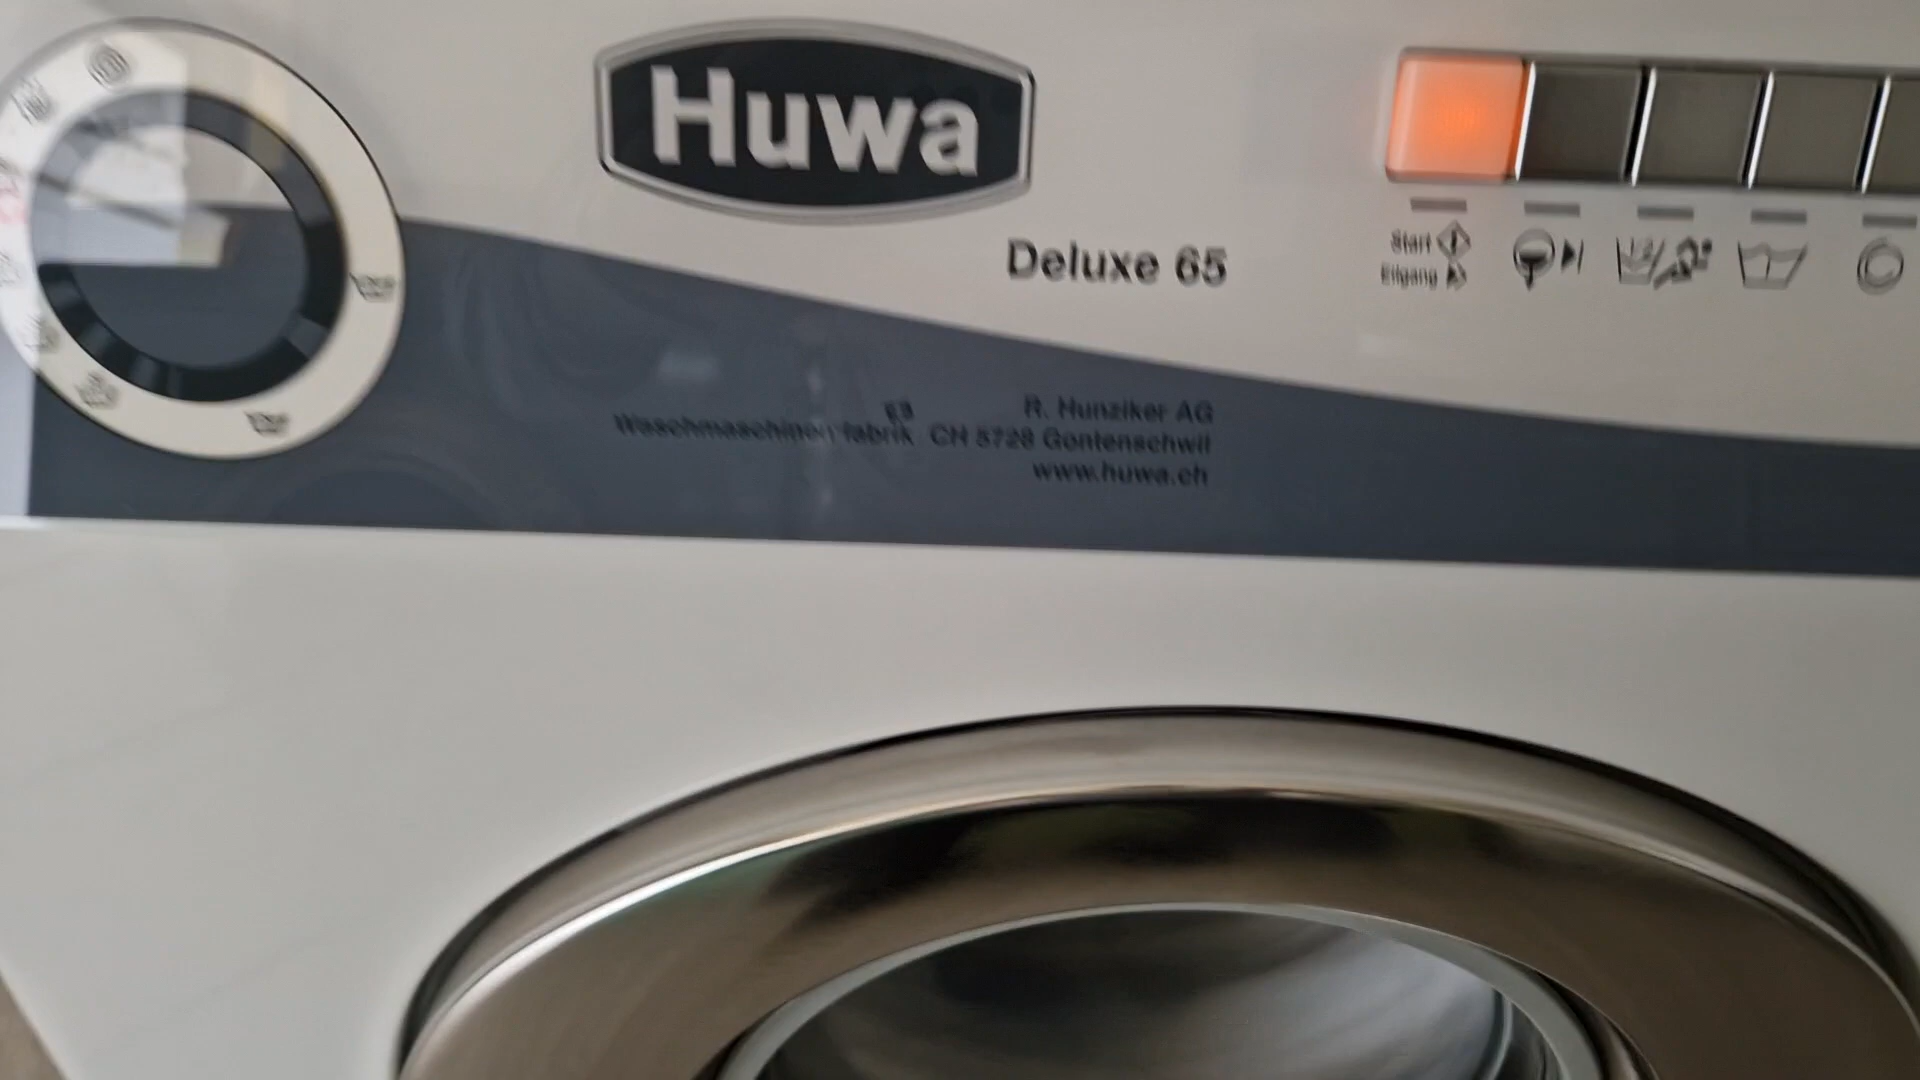 Huwa
Deluxe 65
Start
Eilgang
R. Hunziker AG
Waschmaschinenfabrik CH 5728 Gontenschwil
www.huwa.ch